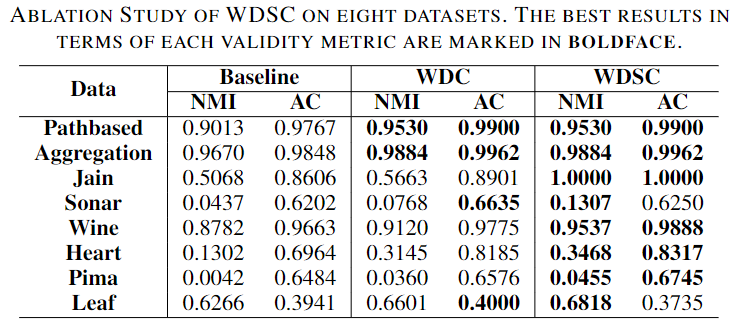 ABLATION STUDY OF WDSC ON EIGHT DATASETS. THE BEST RESULTS IN
TERMS OF EACH VALIDITY METRIC ARE MARKED IN BOLDFACE.
Data Baseline WDC WDSC
NMI AC NMI AC NMI AC
Pathbased 0.9013 0.9767 0.9530 0.9900 0.9530 0.9900
Aggregation 0.9670 0.9848 0.9884 0.9962 0.9884 0.9962
Jain 0.5068 0.8606 0.5663 0.8901 1.0000 1.0000
Sonar 0.0437 0.6202 0.0768 0.6635 0.1307 0.6250
Wine 0.8782 0.9663 0.9120 0.9775 0.9537 0.9888
Heart 0.1302 0.6964 0.3145 0.8185 0.3468 0.8317
Pima 0.0042 0.6484 0.0360 0.6576 0.0455 0.6745
Leaf 0.6266 0.3941 0.6601 0.4000 0.6818 0.3735